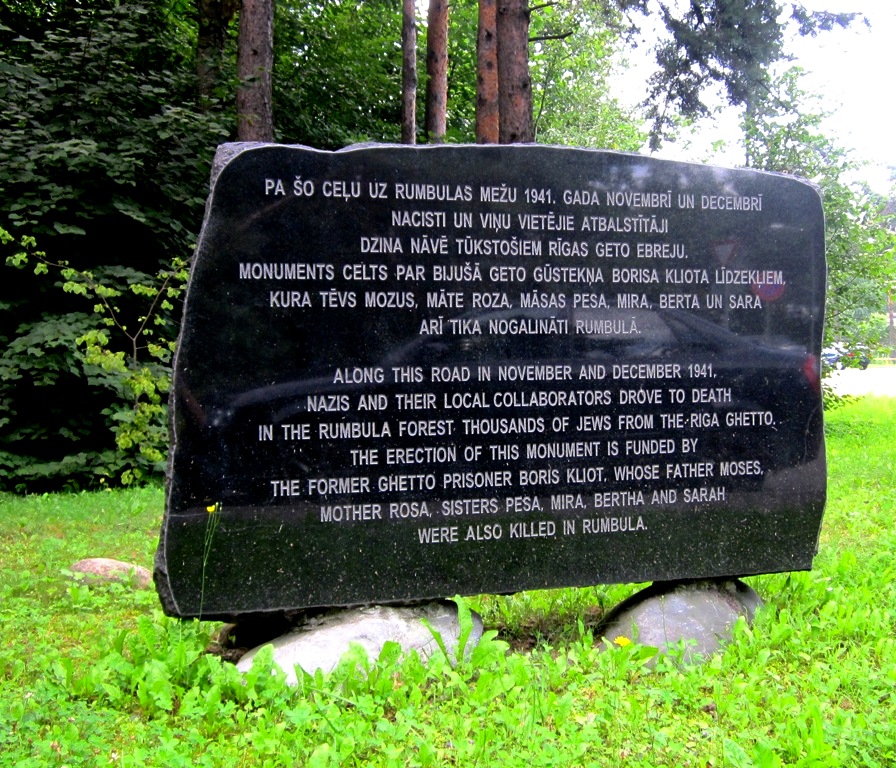 PA ŠO CEĻU UZ RUMBULAS MEŽU 1941. GADA NOVEMBRĪ UN DECEMBRĪ
NACISTI UN VIŅU VIETĒJIE ATBALSTĪTĀJI
DZINA NĀVĒ TŪKSTOŠIEM RĪGAS GETO EBREJU.
MONUMENTS CELTS PAR BIJUŠĀ GETO GŪSTEKŅA BORISA KLIOTA LĪDZEKĻIEM,
KURA TĒVS MOZUS, MĀTE ROZA, MĀSAS PESA, MIRA, BERTA UN SARA
ARĪ TIKA NOGALINĀTI RUMBULĀ.
ALONG THIS ROAD IN NOVEMBER AND DECEMBER 1941,
NAZIS AND THEIR LOCAL COLLABORATORS DROVE TO DEATH
IN THE RUMBULA FOREST THOUSANDS OF JEWS FROM THE RIGA GHETTO.
THE ERECTION OF THIS MONUMENT IS FUNDED BY
THE FORMER GHETTO PRISONER BORIS KLIOT, WHOSE FATHER MOSES,
MOTHER ROSA, SISTERS PESA, MIRA, BERTHA AND SARAH
WERE ALSO KILLED IN RUMBULA.